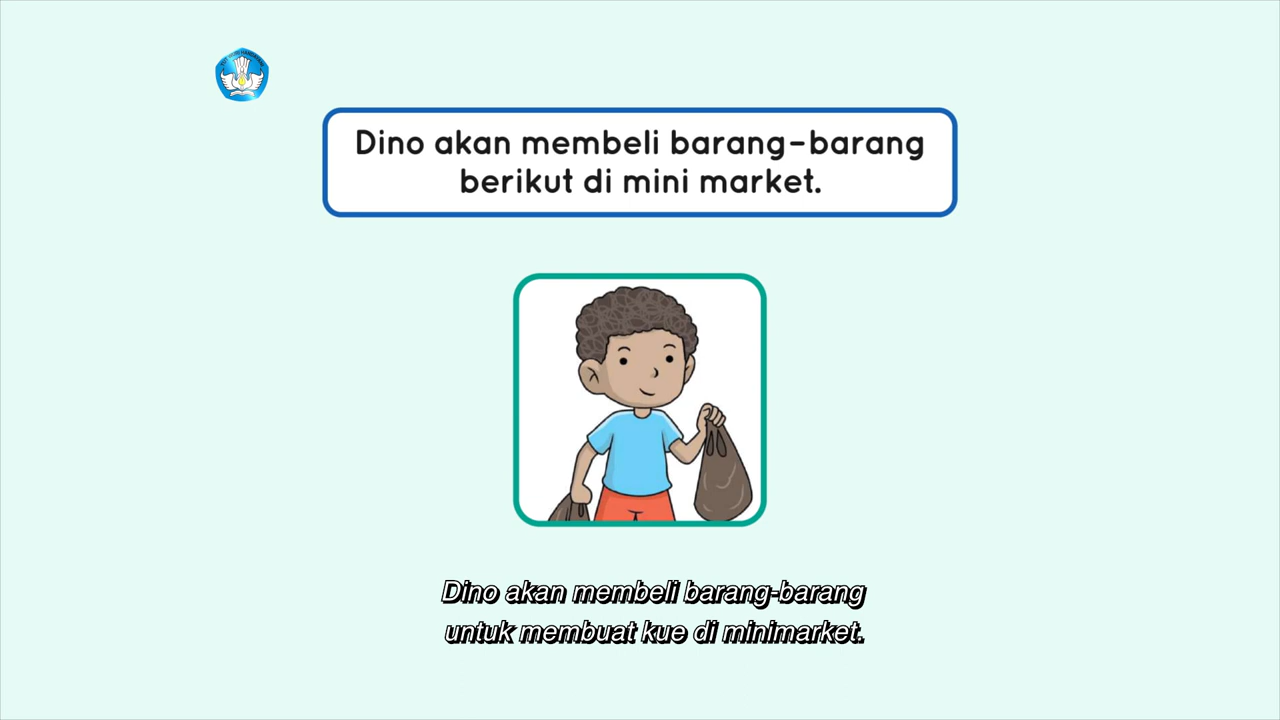 Dino akan membeli barang-barang
berikut di mini market.
Dino akan membeli barang-barang
untuk membuat kue di minimarket.